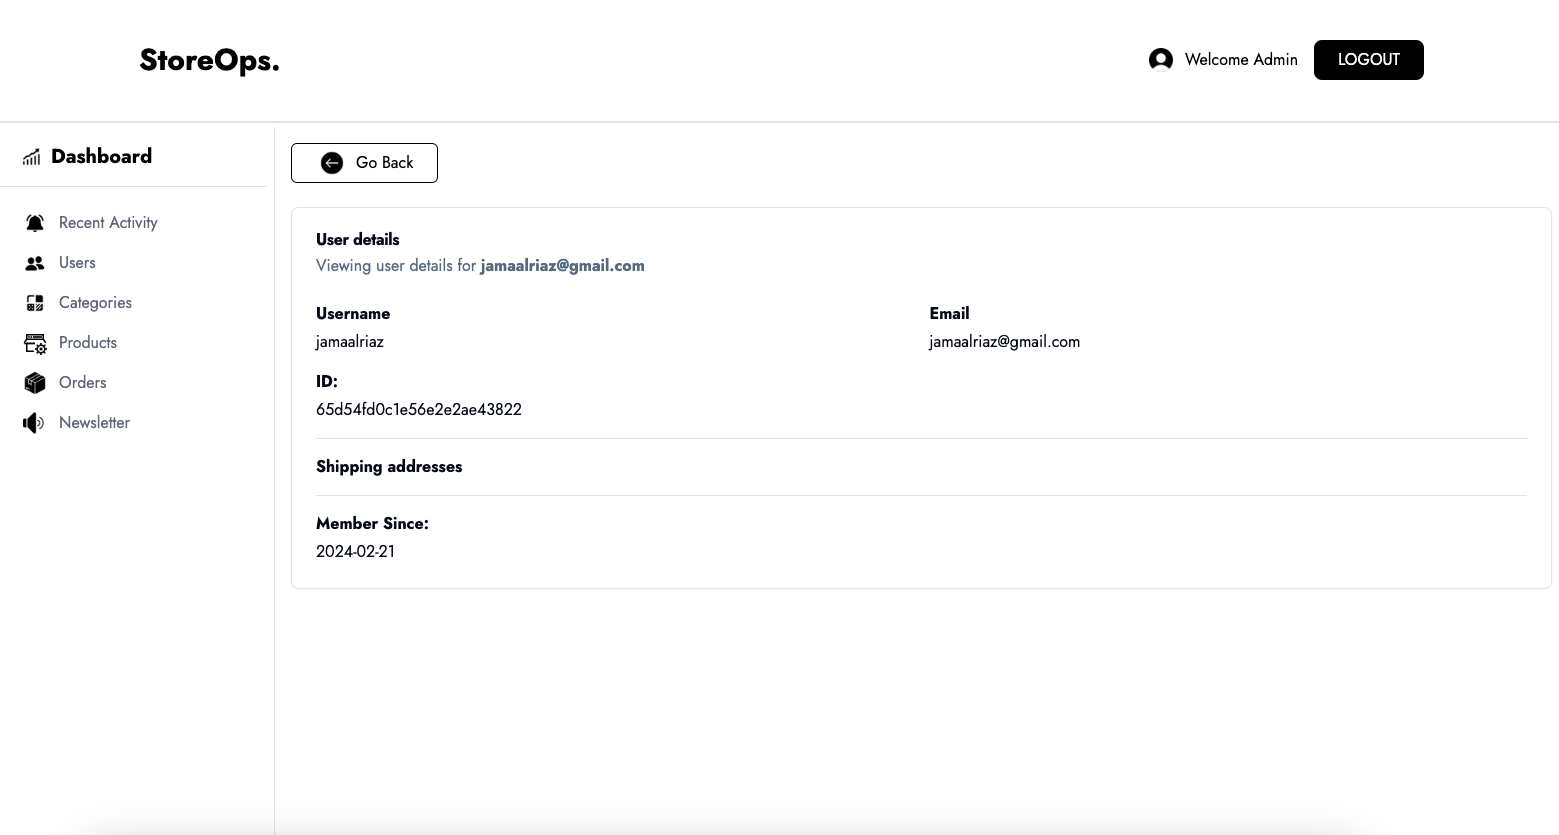 StoreOps.
Welcome Admin
LOGOUT
Dashboard
Recent Activity
Users
Categories
Products
Orders
Newsletter
Go Back
User details
Viewing user details for jamaalriaz@gmail.com
Username
jamaalriaz
Email
jamaalriaz@gmail.com
ID:
65d54fd0c1e56e2e2ae43822
Shipping addresses
Member Since:
2024-02-21